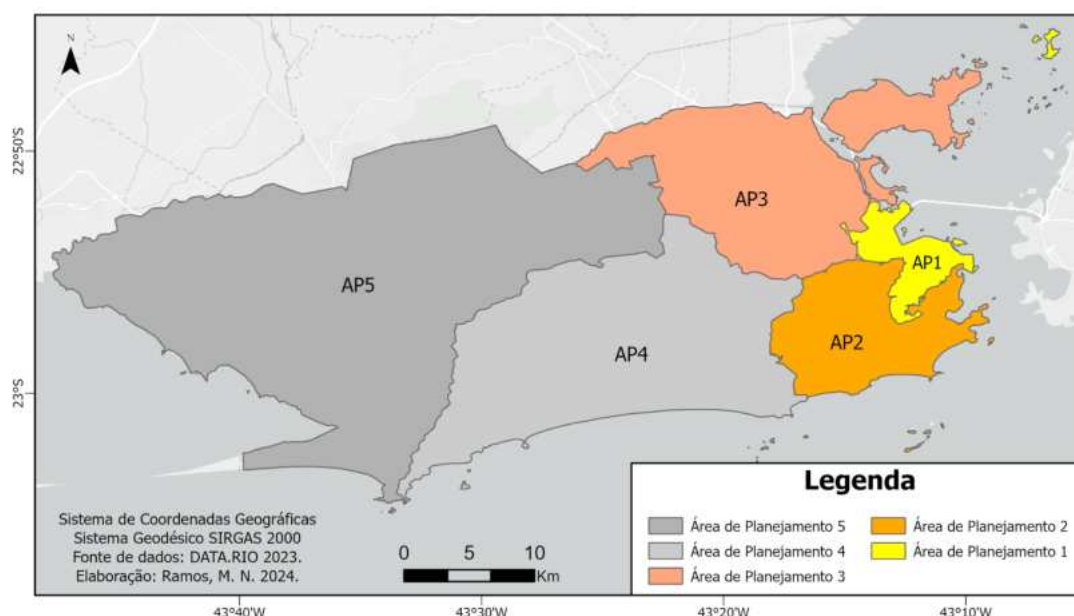 N
22°50'S
23°S
AP3
AP1
AP5
AP2
AP4
Sistema de Coordenadas Geográficas
Sistema Geodésico SIRGAS 2000
Fonte de dados: DATA.RIO 2023.
Elaboração: Ramos, M. N. 2024.
0 5 10
Km
Legenda
Área de Planejamento 5
Área de Planejamento 4
Área de Planejamento 3
Área de Planejamento 2
Área de Planejamento 1
43°40'W 43°30'W 43°20'W 43°10'W